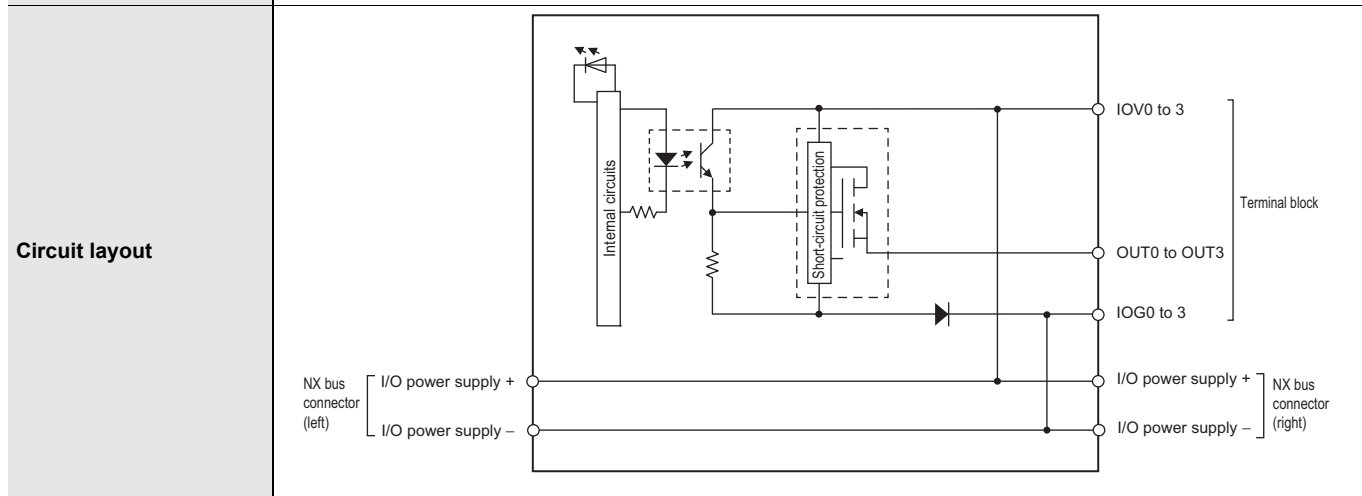 Circuit layout
Internal circuits
Short-circuit protection
IOV0 to 3
Terminal block
OUT0 to OUT3
IOG0 to 3
NX bus
connector
(left)
I/O power supply +
I/O power supply –
I/O power supply +
I/O power supply –
NX bus
connector
(right)